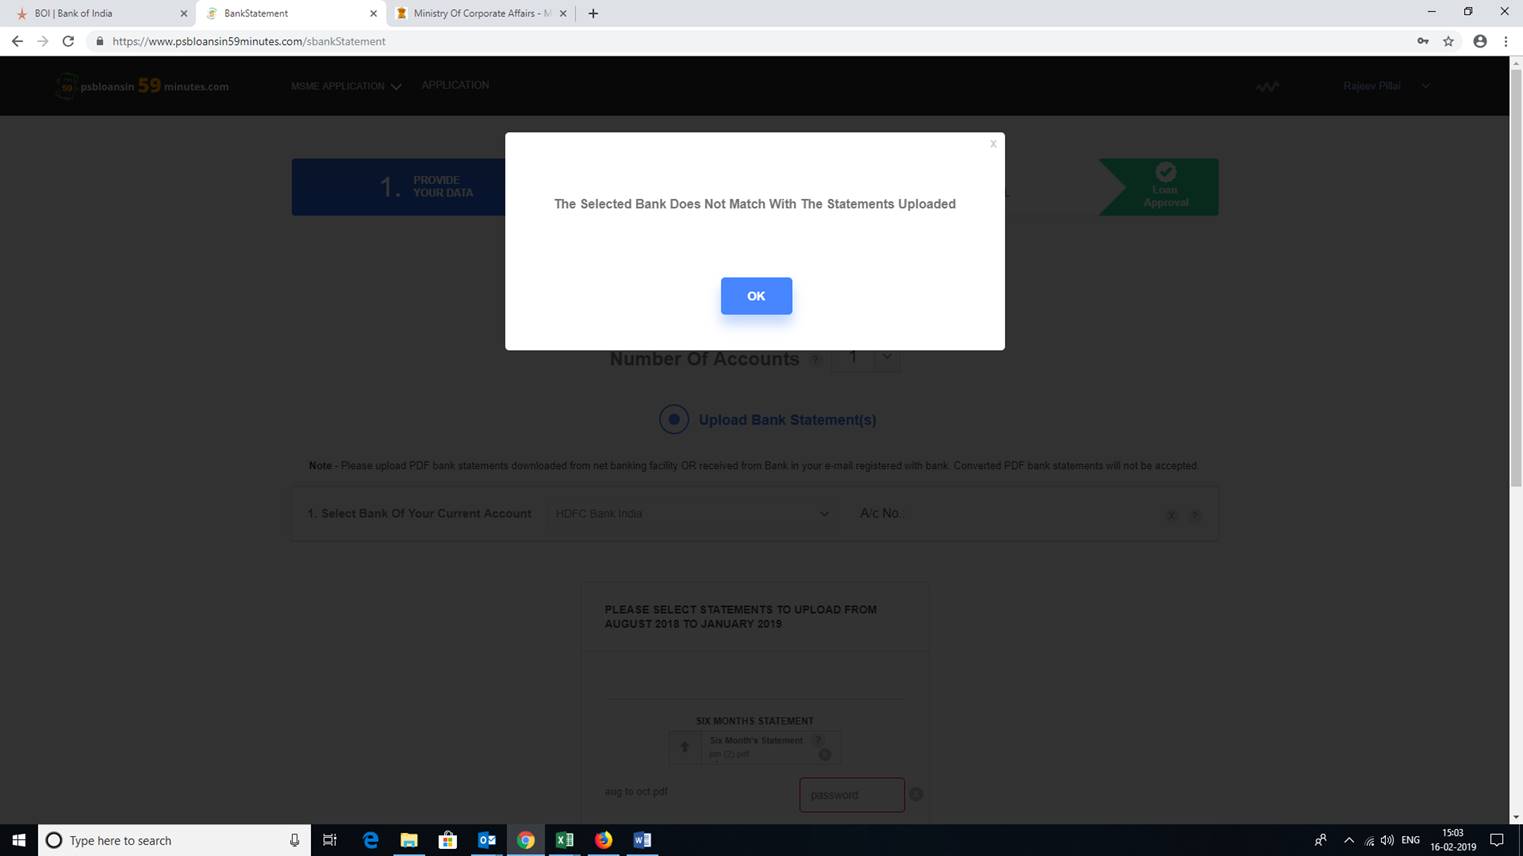 BOI | Bank of India
BankStatement
Ministry Of Corporate Affairs - M
https://www.psbloansin59minutes.com/sbankStatement
psbloansin 59 minutes.com
MSME APPLICATION
APPLICATION
Rajeev Pillai
X
1. PROVIDE
YOUR DATA
Loan
Approval
The Selected Bank Does Not Match With The Statements Uploaded
OK
Number Of Accounts ? 1
Upload Bank Statement(s)
Note - Please upload PDF bank statements downloaded from net banking facility OR received from Bank in your e-mail registered with bank. Converted PDF bank statements will not be accepted.
1. Select Bank Of Your Current Account HDFC Bank India A/c No.: X ?
PLEASE SELECT STATEMENTS TO UPLOAD FROM
AUGUST 2018 TO JANUARY 2019
SIX MONTHS STATEMENT
Six Month's Statement ?
jan (2).pdf
aug to oct.pdf password
Type here to search
ENG
15:03
16-02-2019